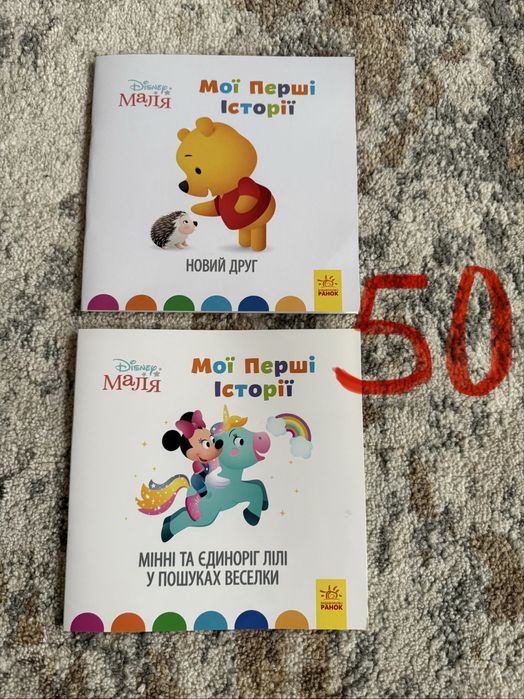 Disney
Маля
Мої Перші
Історії
НОВИЙ ДРУГ
РАНОК
50
Disney
Маля
Мої Перші
Історії
МІННІ ТА ЄДИНОРІГ ЛІЛІ
У ПОШУКАХ ВЕСЕЛКИ
РАНОК